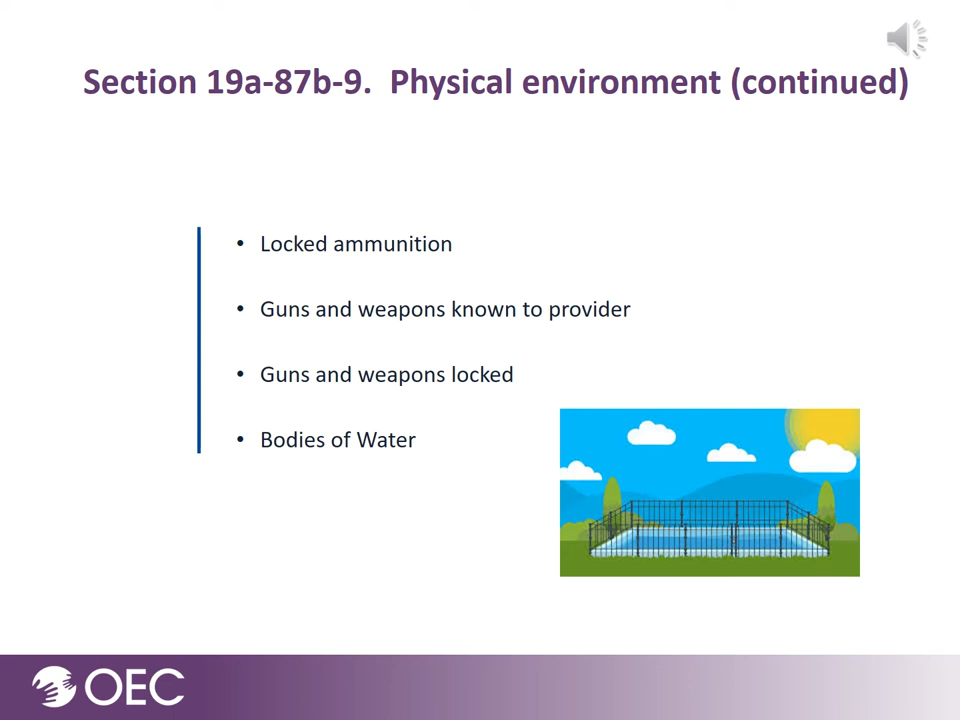 Section 19a-87b-9.  Physical environment (continued)
• Locked ammunition
• Guns and weapons known to provider
• Guns and weapons locked
• Bodies of Water
OEC